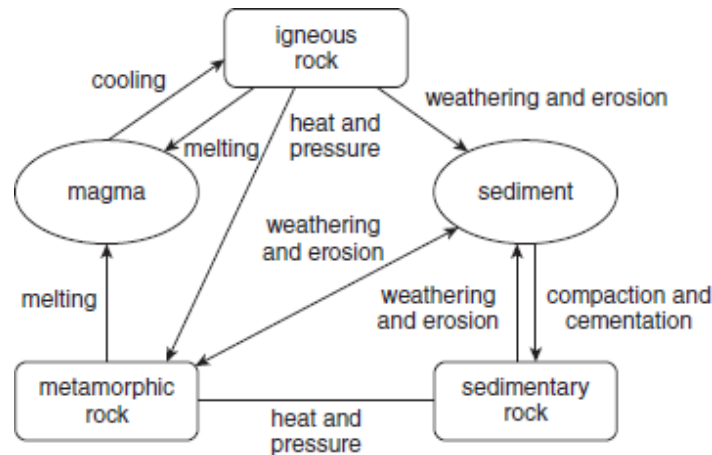 igneous
rock
cooling
weathering and erosion
heat and
pressure
melting
magma
sediment
weathering
and erosion
melting
weathering
and erosion
compaction and
cementation
metamorphic
rock
sedimentary
rock
heat and
pressure